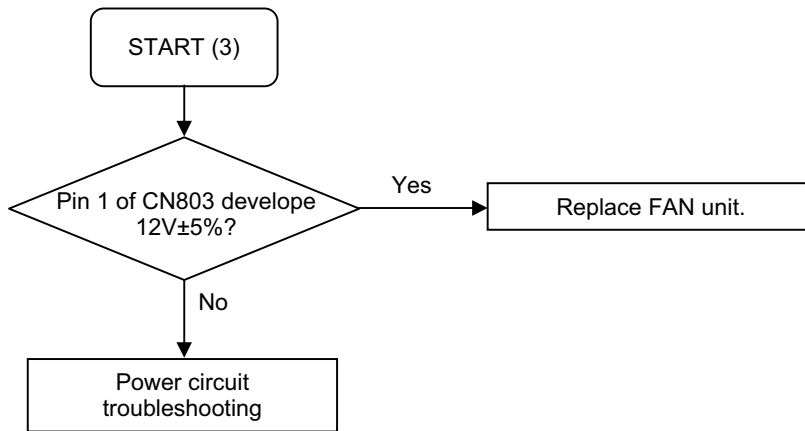 START (3)
Pin 1 of CN803 develope
12V±5%?
Yes
Replace FAN unit.
No
Power circuit
troubleshooting